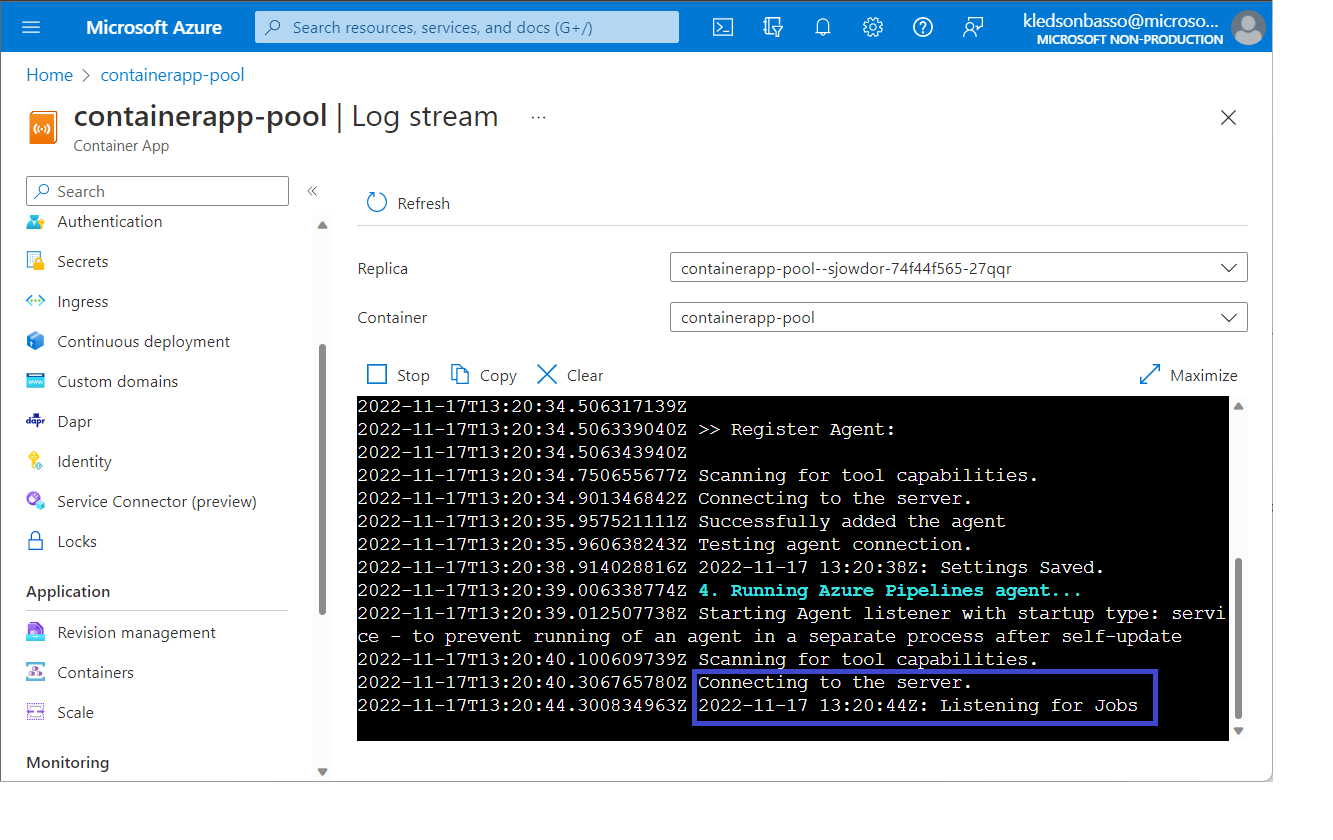 Microsoft Azure
Search resources, services, and docs (G+/)
kledsonbasso@microso...
MICROSOFT NON-PRODUCTION
Home > containerapp-pool
containerapp-pool | Log stream ...
Container App
Search
«
Authentication
Secrets
Ingress
Continuous deployment
Custom domains
dapr Dapr
Identity
Service Connector (preview)
Locks
Application
Revision management
Containers
Scale
Monitoring
Refresh
Replica containerapp-pool--sjowdor-74f44f565-27qqr
Container containerapp-pool
Stop Copy Clear Maximize
2022-11-17T13:20:34.506317139Z
2022-11-17T13:20:34.506339040Z >> Register Agent:
2022-11-17T13:20:34.506343940Z
2022-11-17T13:20:34.750655677Z Scanning for tool capabilities.
2022-11-17T13:20:34.901346842Z Connecting to the server.
2022-11-17T13:20:35.957521111Z Successfully added the agent
2022-11-17T13:20:35.960638243Z Testing agent connection.
2022-11-17T13:20:38.914028816Z 2022-11-17 13:20:38Z: Settings Saved.
2022-11-17T13:20:39.006338774Z 4. Running Azure Pipelines agent...
2022-11-17T13:20:39.012507738Z Starting Agent listener with startup type: servi
ce - to prevent running of an agent in a separate process after self-update
2022-11-17T13:20:40.100609739Z Scanning for tool capabilities.
2022-11-17T13:20:40.306765780Z Connecting to the server.
2022-11-17T13:20:44.300834963Z 2022-11-17 13:20:44Z: Listening for Jobs